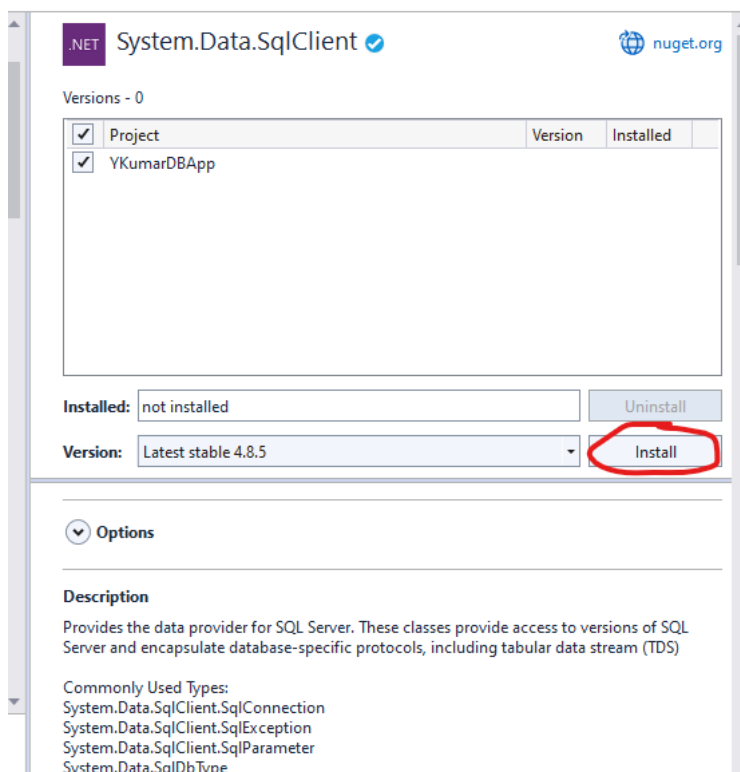 .NET System.Data.SqlClient nuget.org
Versions - 0
Project Version Installed
YKumarDBApp
Installed: not installed Uninstall
Version: Latest stable 4.8.5 Install
Options
Description
Provides the data provider for SQL Server. These classes provide access to versions of SQL
Server and encapsulate database-specific protocols, including tabular data stream (TDS)
Commonly Used Types:
System.Data.SqlClient.SqlConnection
System.Data.SqlClient.SqlException
System.Data.SqlClient.SqlParameter
System.Data.SqlDbType